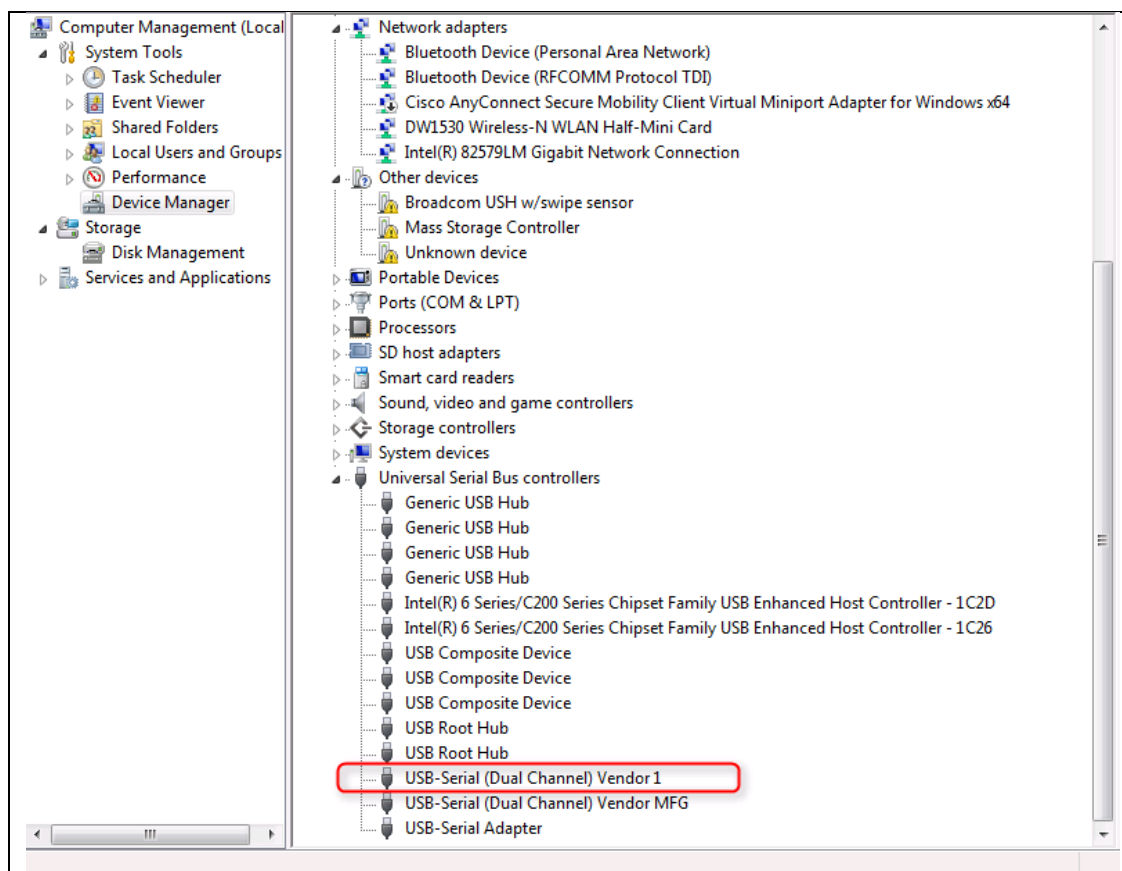 Computer Management (Local
System Tools
Task Scheduler
Event Viewer
Shared Folders
Local Users and Groups
Performance
Device Manager
Storage
Disk Management
Services and Applications
Network adapters
Bluetooth Device (Personal Area Network)
Bluetooth Device (RFCOMM Protocol TDI)
Cisco AnyConnect Secure Mobility Client Virtual Miniport Adapter for Windows x64
DW1530 Wireless-N WLAN Half-Mini Card
Intel(R) 82579LM Gigabit Network Connection
Other devices
Broadcom USH w/swipe sensor
Mass Storage Controller
Unknown device
Portable Devices
Ports (COM & LPT)
Processors
SD host adapters
Smart card readers
Sound, video and game controllers
Storage controllers
System devices
Universal Serial Bus controllers
Generic USB Hub
Generic USB Hub
Generic USB Hub
Generic USB Hub
Intel(R) 6 Series/C200 Series Chipset Family USB Enhanced Host Controller - 1C2D
Intel(R) 6 Series/C200 Series Chipset Family USB Enhanced Host Controller - 1C26
USB Composite Device
USB Composite Device
USB Composite Device
USB Root Hub
USB Root Hub
USB-Serial (Dual Channel) Vendor 1
USB-Serial (Dual Channel) Vendor MFG
USB-Serial Adapter